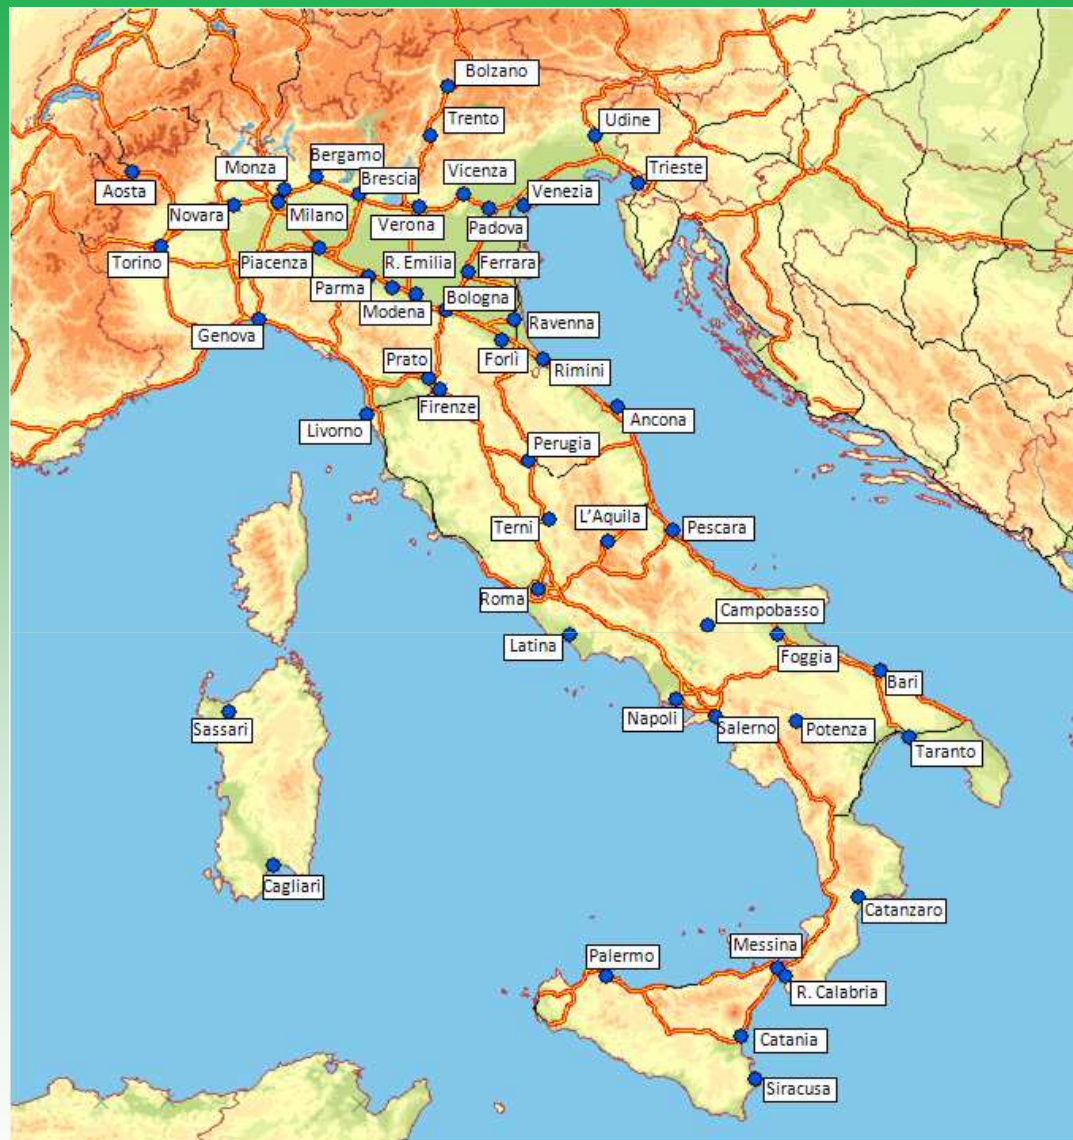 Bolzano
Trento
Udine
Aosta
Monza
Bergamo
Brescia
Vicenza
Venezia
Trieste
Novara
Milano
Verona
Padova
Torino
Piacenza
R. Emilia
Ferrara
Parma
Modena
Bologna
Ravenna
Genova
Forlì
Rimini
Prato
Firenze
Livorno
Ancona
Perugia
Terni
L'Aquila
Pescara
Roma
Campobasso
Latina
Foggia
Bari
Sassari
Napoli
Salerno
Potenza
Taranto
Cagliari
Catanzaro
Messina
Palermo
R. Calabria
Catania
Siracusa